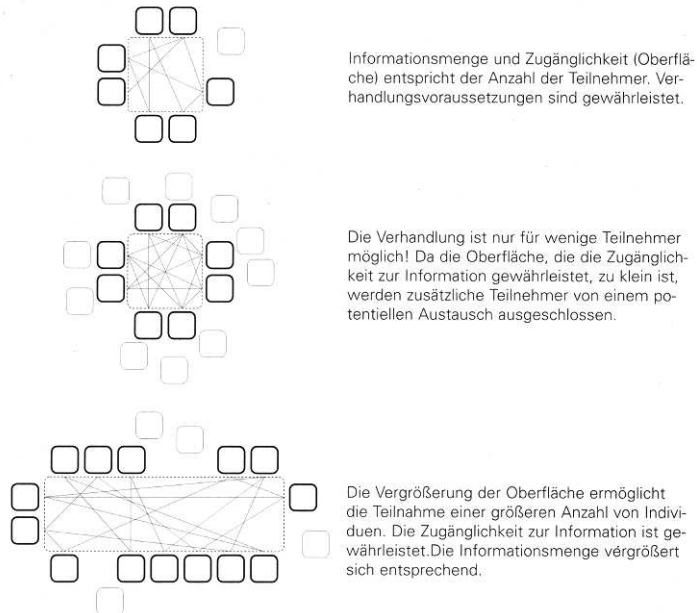 Informationsmenge und Zugänglichkeit (Oberflä-
che) entspricht der Anzahl der Teilnehmer. Ver-
handlungsvoraussetzungen sind gewährleistet.
Die Verhandlung ist nur für wenige Teilnehmer
möglich! Da die Oberfläche, die die Zugänglich-
keit zur Information gewährleistet, zu klein ist,
werden zusätzliche Teilnehmer von einem po-
tentiellen Austausch ausgeschlossen.
Die Vergrößerung der Oberfläche ermöglicht
die Teilnahme einer größeren Anzahl von Indivi-
duen. Die Zugänglichkeit zur Information ist ge-
währleistet.Die Informationsmenge vergrößert
sich entsprechend.